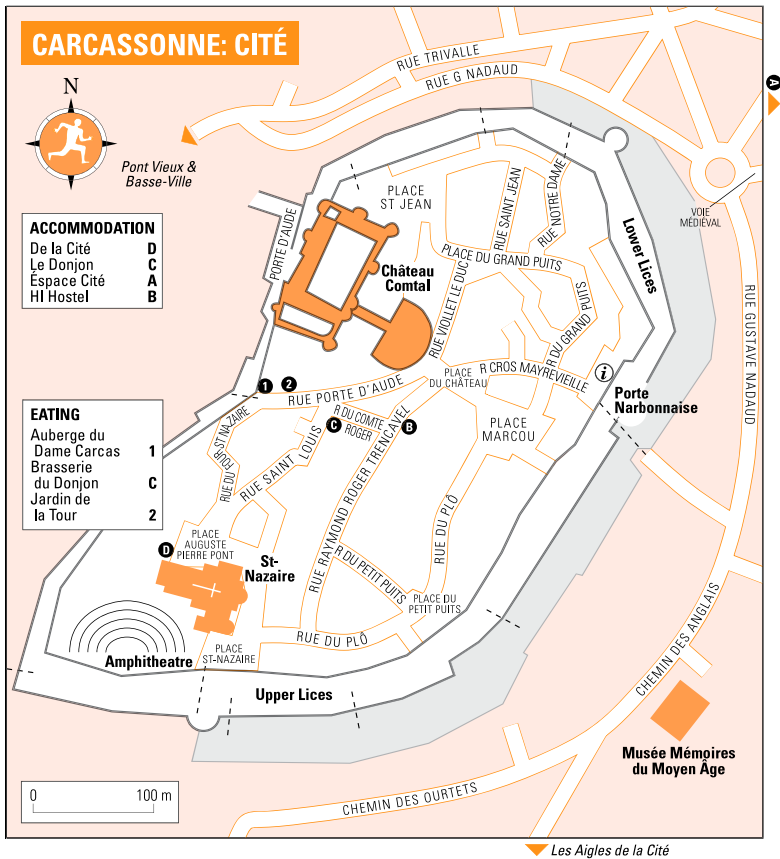 CARCASSONNE: CITÉ
N
Pont Vieux &
Basse-Ville
ACCOMMODATION
De la Cité D
Le Donjon C
Éspace Cité A
HI Hostel B
EATING
Auberge du
Dame Carcas 1
Brasserie
du Donjon C
Jardin de
la Tour 2
RUE TRIVALLE
RUE G NADAUD
A
VOIE
MÉDIÉVAL
RUE GUSTAVE NADAUD
PLACE
ST JEAN
RUE SAINT JEAN
RUE NOTRE DAME
Lower Lices
PORTE D'AUDE
Château
Comtal
PLACE DU GRAND PUITS
RUE VIOLLET LE DUC
R DU GRAND PUITS
R CROS MAYREVIEILLE
i
PLACE
DU CHÂTEAU
Porte
Narbonnaise
1
2
RUE PORTE D'AUDE
R DU COMTE
ROGER
C
B
PLACE
MARCOU
RUE DU FOUR ST NAZAIRE
RUE SAINT LOUIS
RUE RAYMOND ROGER TRENCAVEL
RUE DU PLÔ
D
PLACE
AUGUSTE
PIERRE PONT
St-
Nazaire
R DU PETIT PUITS
PLACE DU
PETIT PUITS
RUE DU PLÔ
Amphitheatre
PLACE
ST-NAZAIRE
Upper Lices
CHEMIN DES ANGLAIS
Musée Mémoires
du Moyen Âge
0 100 m
CHEMIN DES OURTETS
Les Aigles de la Cité